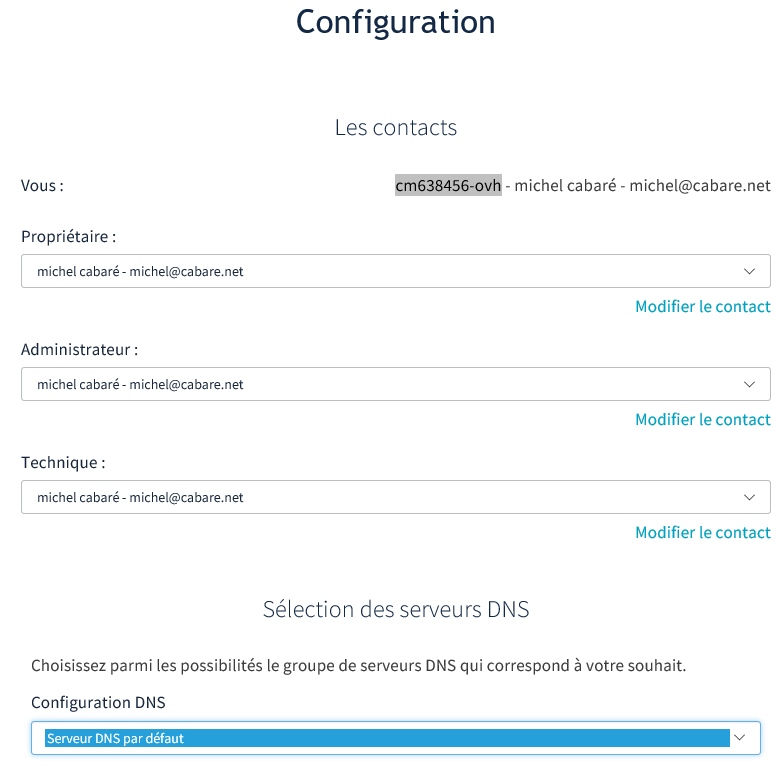 Configuration
Les contacts
Vous : cm638456-ovh - michel cabaré - michel@cabare.net
Propriétaire :
michel cabaré - michel@cabare.net
Modifier le contact
Administrateur :
michel cabaré - michel@cabare.net
Modifier le contact
Technique :
michel cabaré - michel@cabare.net
Modifier le contact
Sélection des serveurs DNS
Choisissez parmi les possibilités le groupe de serveurs DNS qui correspond à votre souhait.
Configuration DNS
Serveur DNS par défaut